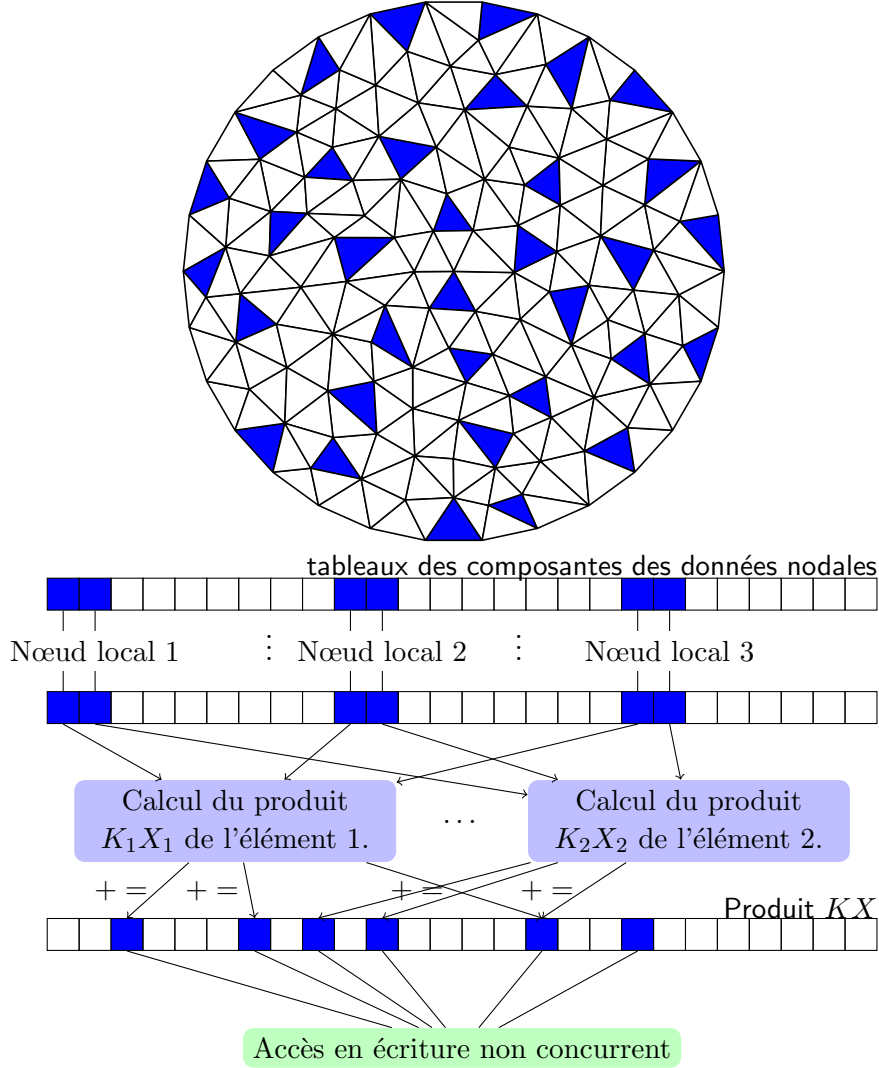 tableaux des composantes des données nodales
Nœud local 1 ⋮ Nœud local 2 ⋮ Nœud local 3
Calcul du produit
K₁X₁ de l'élément 1.
...
Calcul du produit
K₂X₂ de l'élément 2.
+ = + = + = + =
Produit KX
Accès en écriture non concurrent